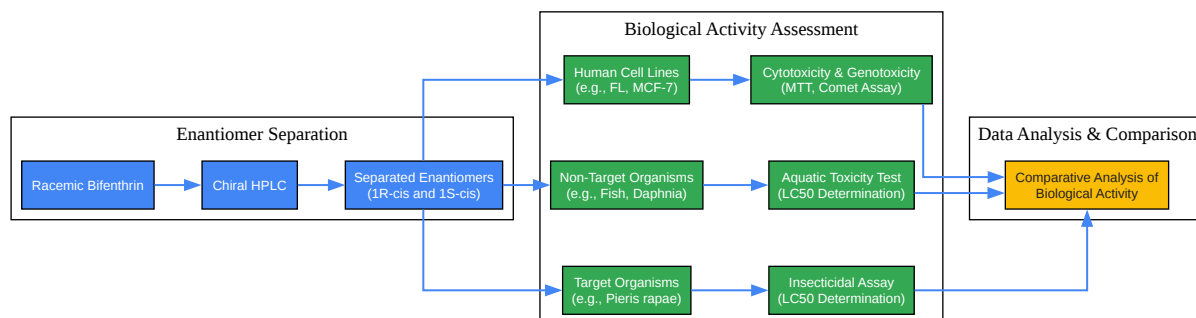 Biological Activity Assessment
Human Cell Lines
(e.g., FL, MCF-7)
Cytotoxicity & Genotoxicity
(MTT, Comet Assay)
Enantiomer Separation
Data Analysis & Comparison
Racemic Bifenthrin
Chiral HPLC
Separated Enantiomers
(1R-cis and 1S-cis)
Non-Target Organisms
(e.g., Fish, Daphnia)
Aquatic Toxicity Test
(LC50 Determination)
Comparative Analysis of
Biological Activity
Target Organisms
(e.g., Pieris rapae)
Insecticidal Assay
(LC50 Determination)